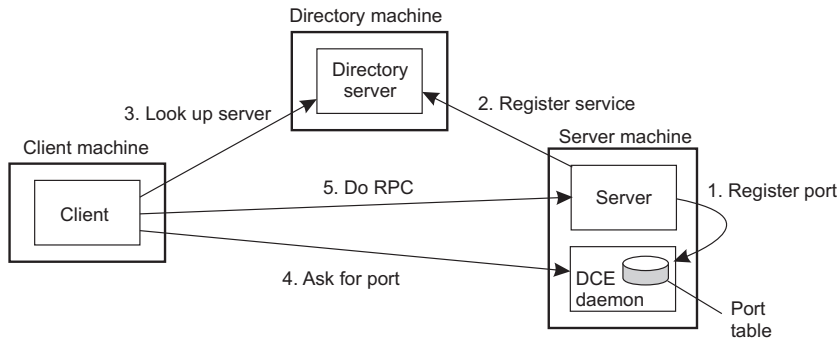 Directory machine
Directory
server
3. Look up server
2. Register service
Client machine
Server machine
5. Do RPC
1. Register port
Client
Server
4. Ask for port
DCE
daemon
Port
table